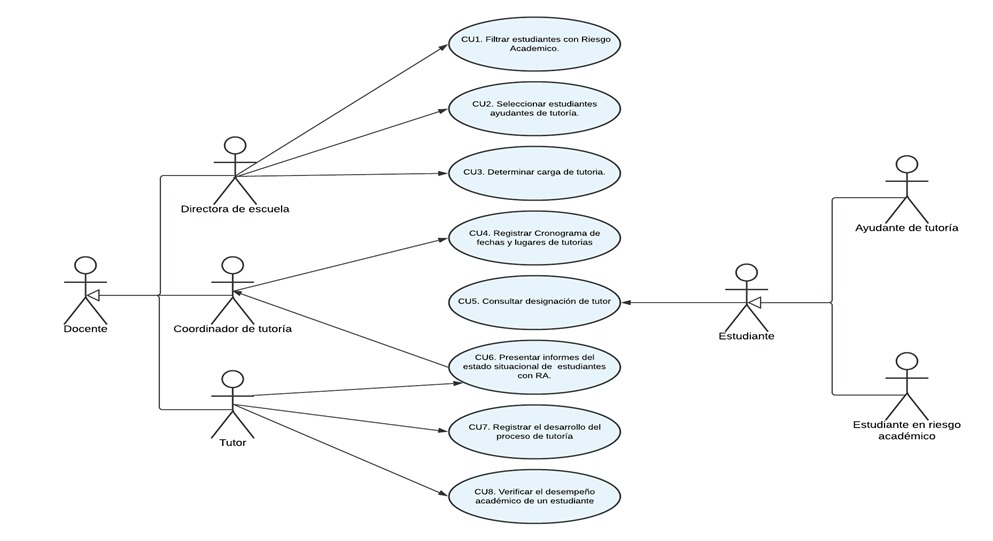 CU1. Filtrar estudiantes con Riesgo
Academico.
CU2. Seleccionar estudiantes
ayudantes de tutoría.
CU3. Determinar carga de tutoria.
Directora de escuela
CU4. Registrar Cronograma de
fechas y lugares de tutorias
Ayudante de tutoría
CU5. Consultar designación de tutor
Docente
Coordinador de tutoría
Estudiante
CU6. Presentar informes del
estado situacional de estudiantes
con RA.
Tutor
CU7. Registrar el desarrollo del
proceso de tutoría
Estudiante en riesgo
académico
CU8. Verificar el desempeño
académico de un estudiante